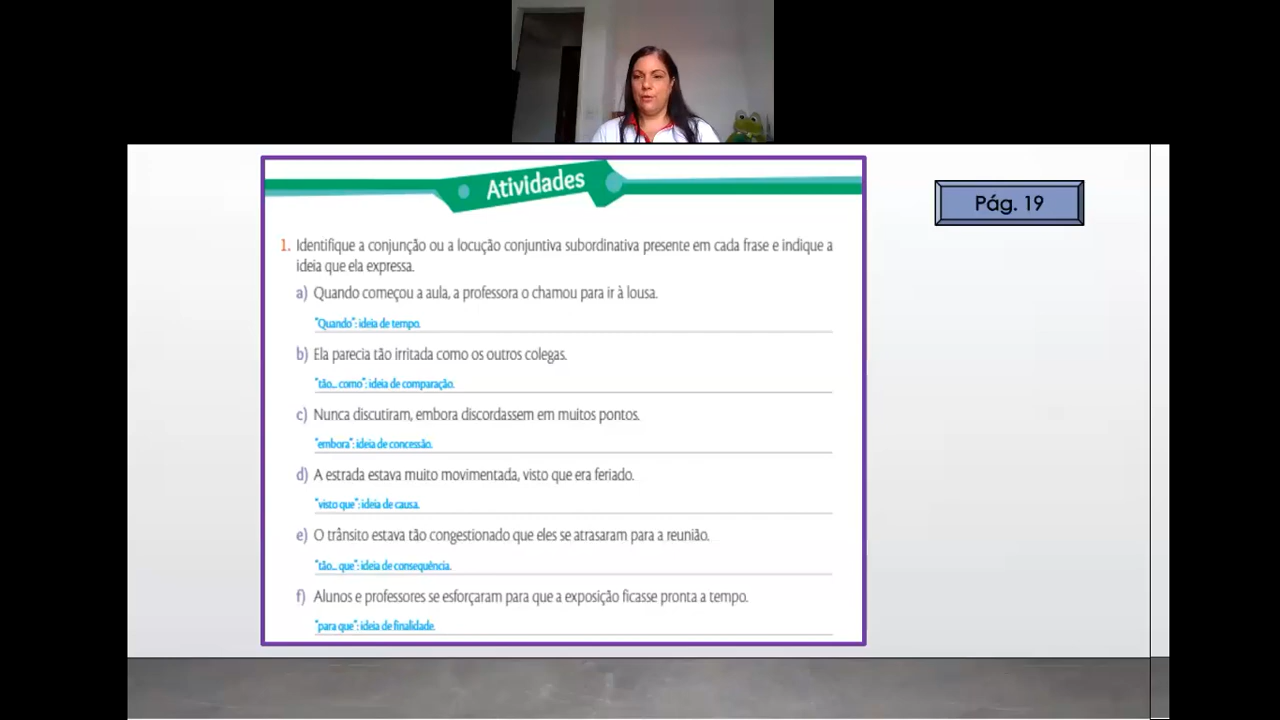 Atividades
Pág. 19
1. Identifique a conjunção ou a locução conjuntiva subordinativa presente em cada frase e indique a
ideia que ela expressa.
a) Quando começou a aula, a professora o chamou para ir à lousa.
"Quando": ideia de tempo.
b) Ela parecia tão irritada como os outros colegas.
"tão... como": ideia de comparação.
c) Nunca discutiram, embora discordassem em muitos pontos.
"embora": ideia de concessão.
d) A estrada estava muito movimentada, visto que era feriado.
"visto que": ideia de causa.
e) O trânsito estava tão congestionado que eles se atrasaram para a reunião.
"tão... que": ideia de consequência.
f) Alunos e professores se esforçaram para que a exposição ficasse pronta a tempo.
"para que": ideia de finalidade.